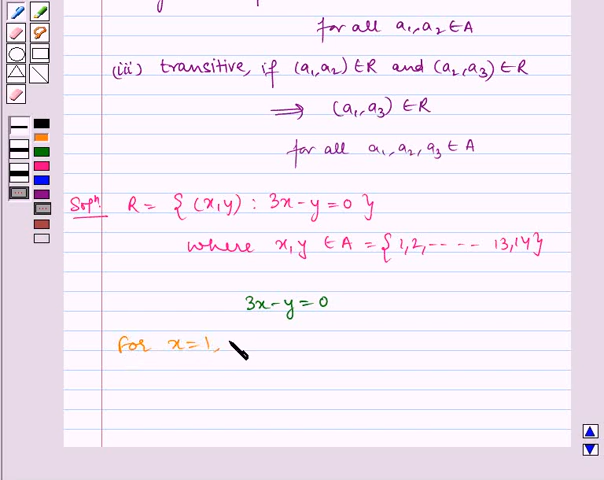 for all a₁, a₂ ∈ A
(iii) transitive, if (a₁, a₂) ∈ R and (a₂, a₃) ∈ R
⟹ (a₁, a₃) ∈ R
for all a₁, a₂, a₃ ∈ A
Solⁿ. R = { (x, y) : 3x - y = 0 }
where x, y ∈ A = {1, 2, ------- 13, 14}
3x - y = 0
For x = 1,